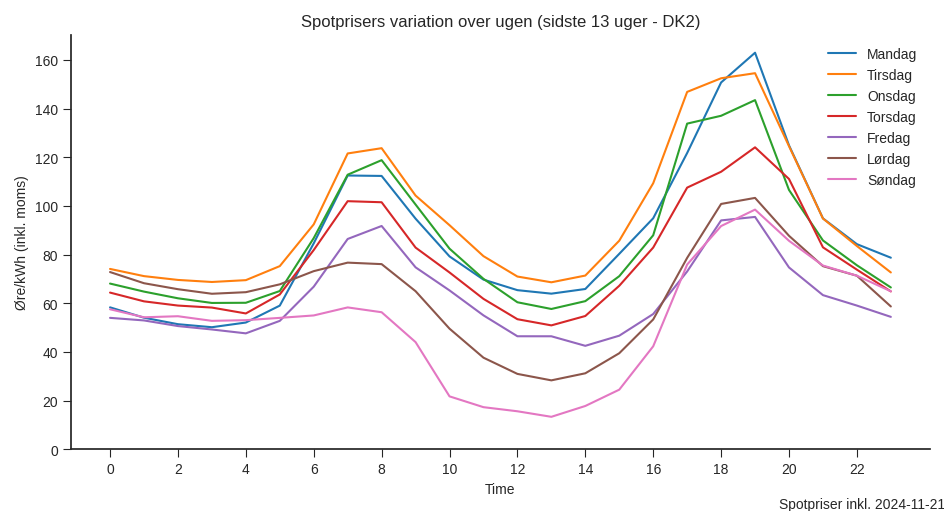 Spotprisers variation over ugen (sidste 13 uger - DK2)
Øre/kWh (inkl. moms)
160
140
120
100
80
60
40
20
0
Mandag
Tirsdag
Onsdag
Torsdag
Fredag
Lørdag
Søndag
0 2 4 6 8 10 12 14 16 18 20 22
Time
Spotpriser inkl. 2024-11-21